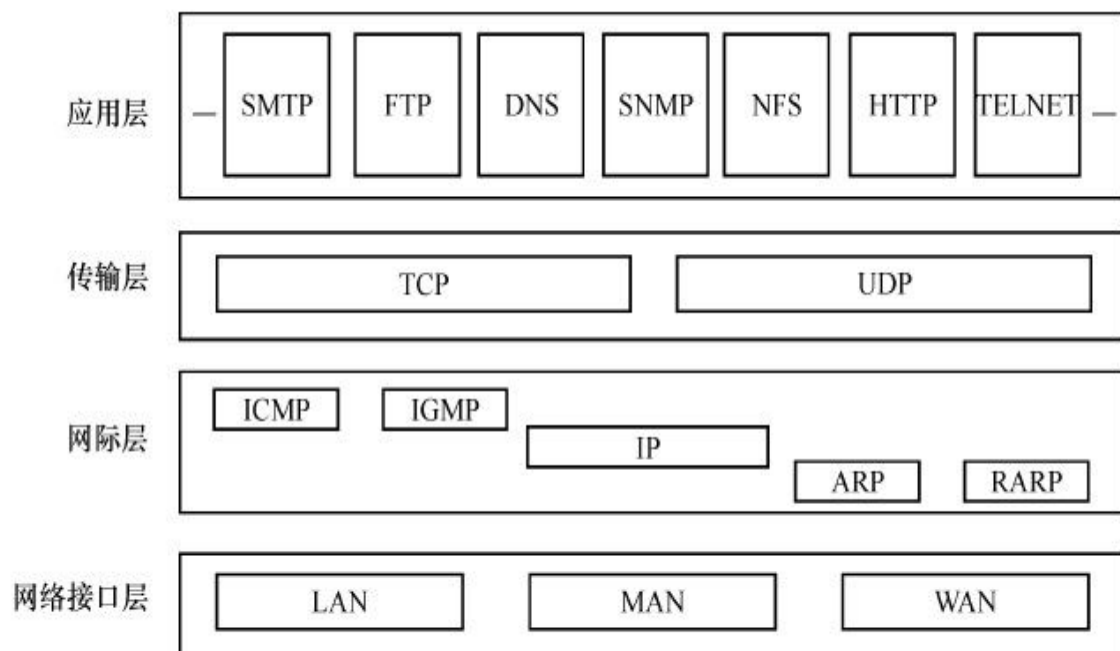 应用层 SMTP FTP DNS SNMP NFS HTTP TELNET
传输层 TCP UDP
ICMP IGMP
网际层 IP
ARP RARP
网络接口层 LAN MAN WAN